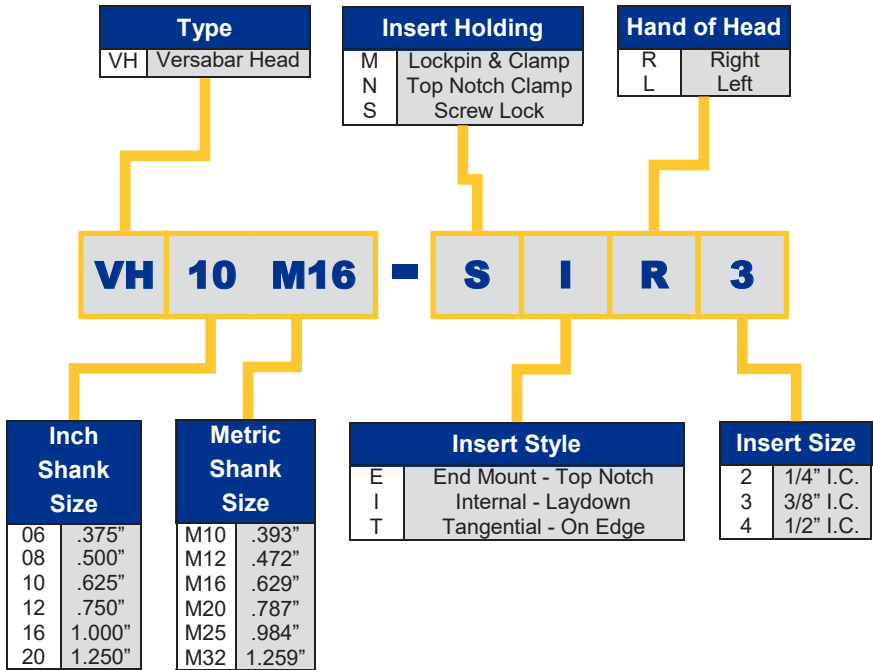 Type
VH Versabar Head
Insert Holding
M Lockpin & Clamp
N Top Notch Clamp
S Screw Lock
Hand of Head
R Right
L Left
VH 10 M16 - S I R 3
Inch
Shank
Size
06 .375”
08 .500”
10 .625”
12 .750”
16 1.000”
20 1.250”
Metric
Shank
Size
M10 .393”
M12 .472”
M16 .629”
M20 .787”
M25 .984”
M32 1.259”
Insert Style
E End Mount - Top Notch
I Internal - Laydown
T Tangential - On Edge
Insert Size
2 1/4” I.C.
3 3/8” I.C.
4 1/2” I.C.